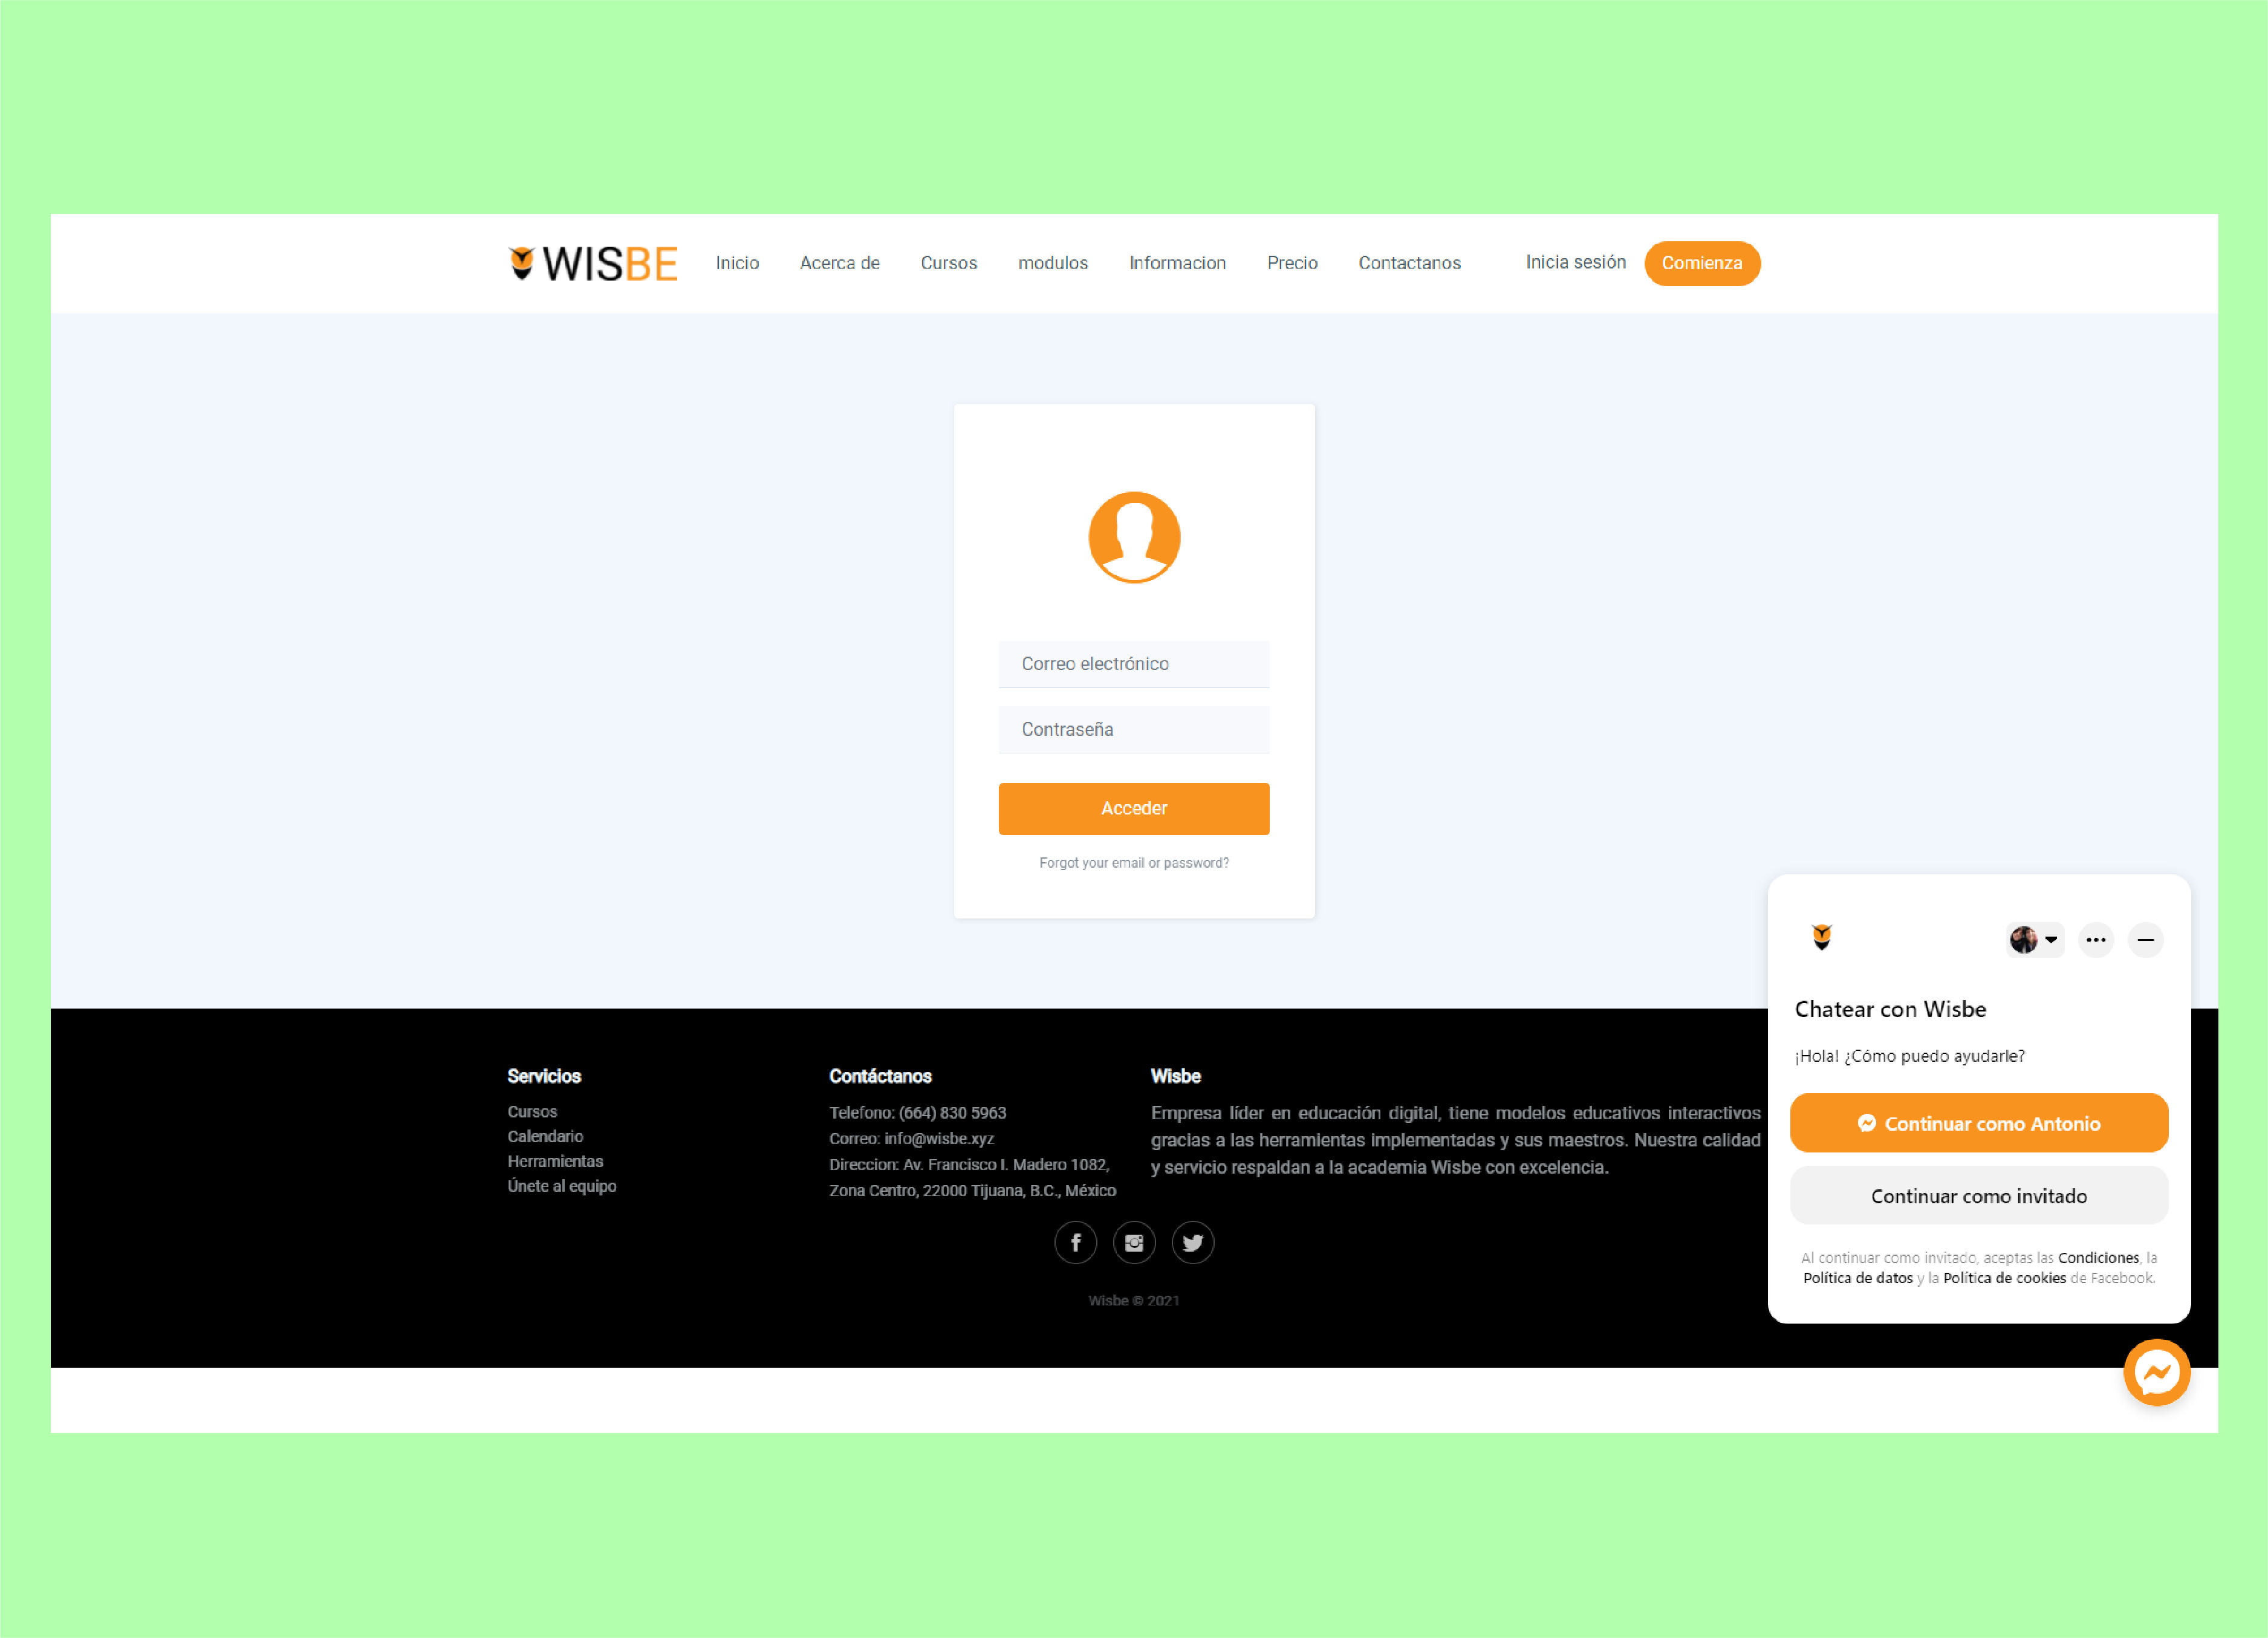 WISBE
Inicio
Acerca de
Cursos
modulos
Informacion
Precio
Contactanos
Inicia sesión
Comienza
Correo electrónico
Contraseña
Acceder
Forgot your email or password?
Servicios
Cursos
Calendario
Herramientas
Únete al equipo
Contáctanos
Telefono: (664) 830 5963
Correo: info@wisbe.xyz
Direccion: Av. Francisco I. Madero 1082,
Zona Centro, 22000 Tijuana, B.C., México
Wisbe
Empresa líder en educación digital, tiene modelos educativos interactivos
gracias a las herramientas implementadas y sus maestros. Nuestra calidad
y servicio respaldan a la academia Wisbe con excelencia.
Wisbe © 2021
Chatear con Wisbe
¡Hola! ¿Cómo puedo ayudarle?
Continuar como Antonio
Continuar como invitado
Al continuar como invitado, aceptas las Condiciones, la
Política de datos y la Política de cookies de Facebook.